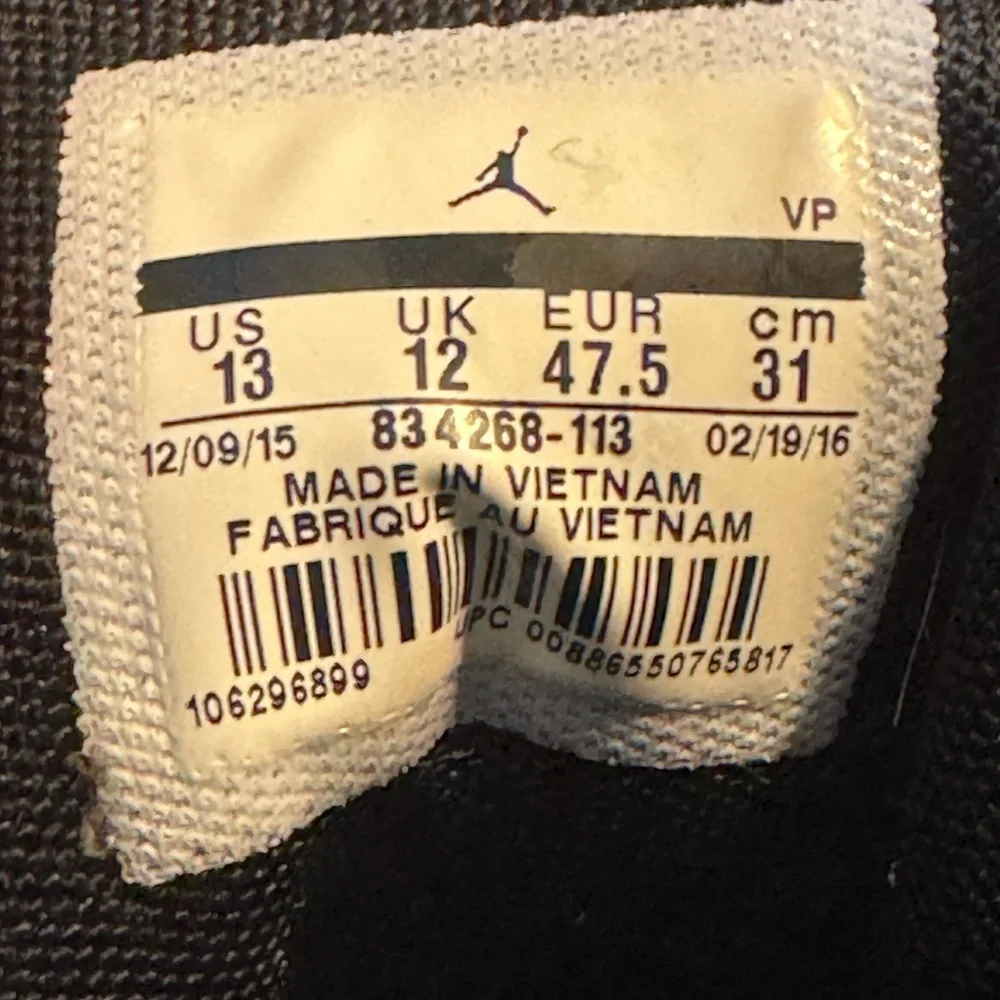 VP
US UK EUR cm
13 12 47.5 31
12/09/15 834268-113 02/19/16
MADE IN VIETNAM
FABRIQUE AU VIETNAM
UPC 00886550765817
106296899